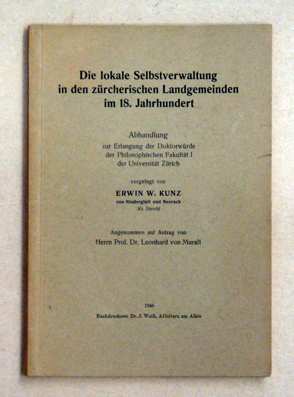 Die lokale Selbstverwaltung
in den zürcherischen Landgemeinden
im 18. Jahrhundert
Abhandlung
zur Erlangung der Doktorwürde
der Philosophischen Fakultät I
der Universität Zürich
vorgelegt von
ERWIN W. KUNZ
von Niederglatt und Neerach
(Kt. Zürich)
Angenommen auf Antrag von
Herrn Prof. Dr. Leonhard von Muralt
Buchdruckerei Dr. J. Weiß, Affoltern am Albis